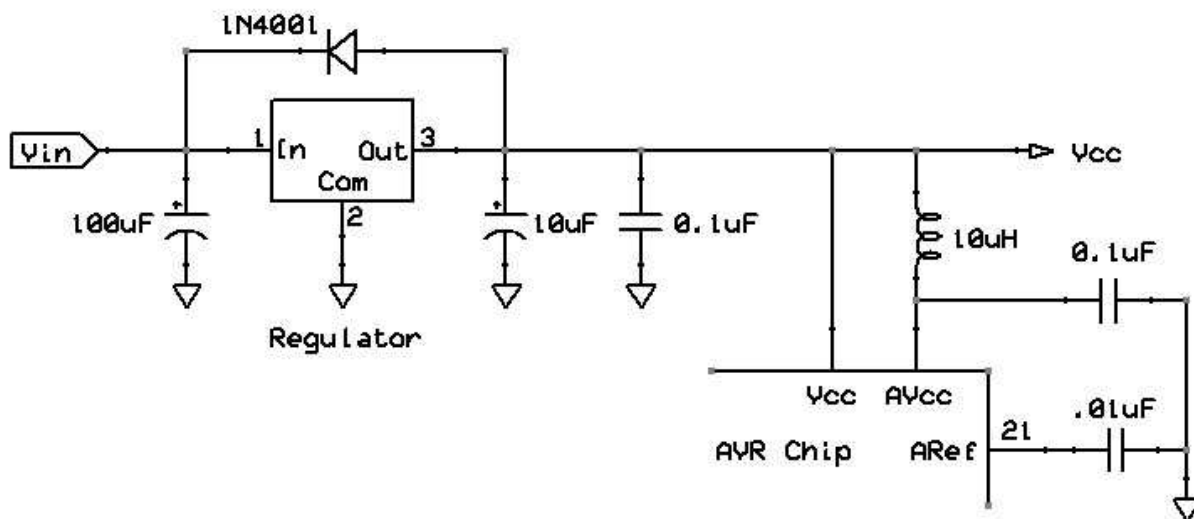 1N4001
Vin
1
In
Out
3
Com
2
Vcc
100uF
10uF
0.1uF
10uH
0.1uF
Regulator
Vcc
AVcc
.01uF
AVR Chip
ARef
21